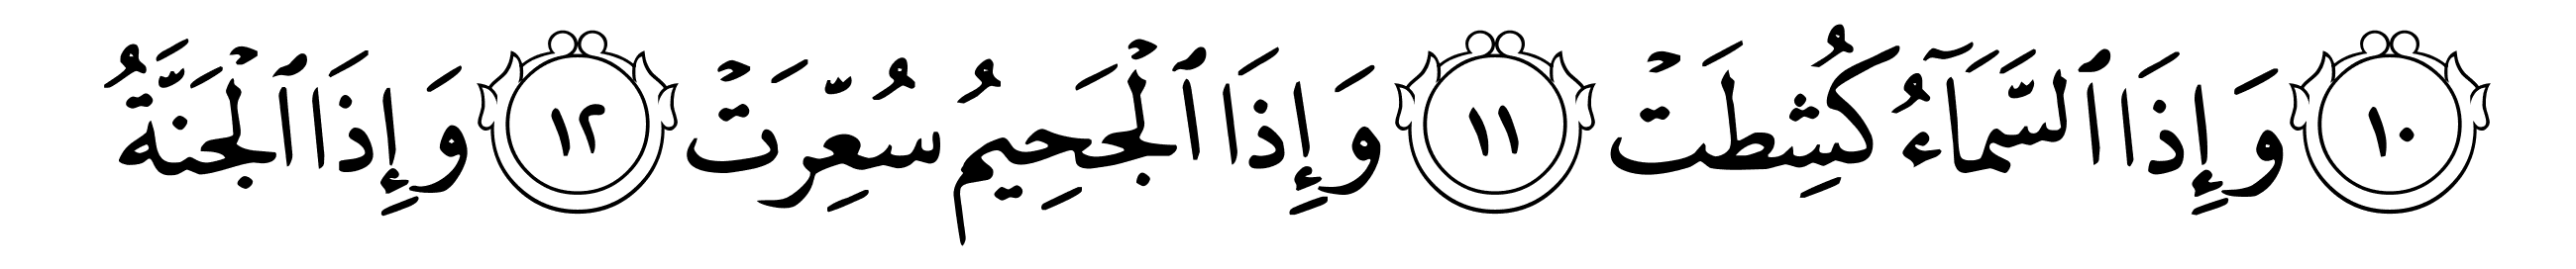 ١٠ وَإِذَا ٱلسَّمَآءُ كُشِطَتۡ ١١ وَإِذَا ٱلۡجَحِيمُ سُعِّرَتۡ ١٢ وَإِذَا ٱلۡجَنَّةُ